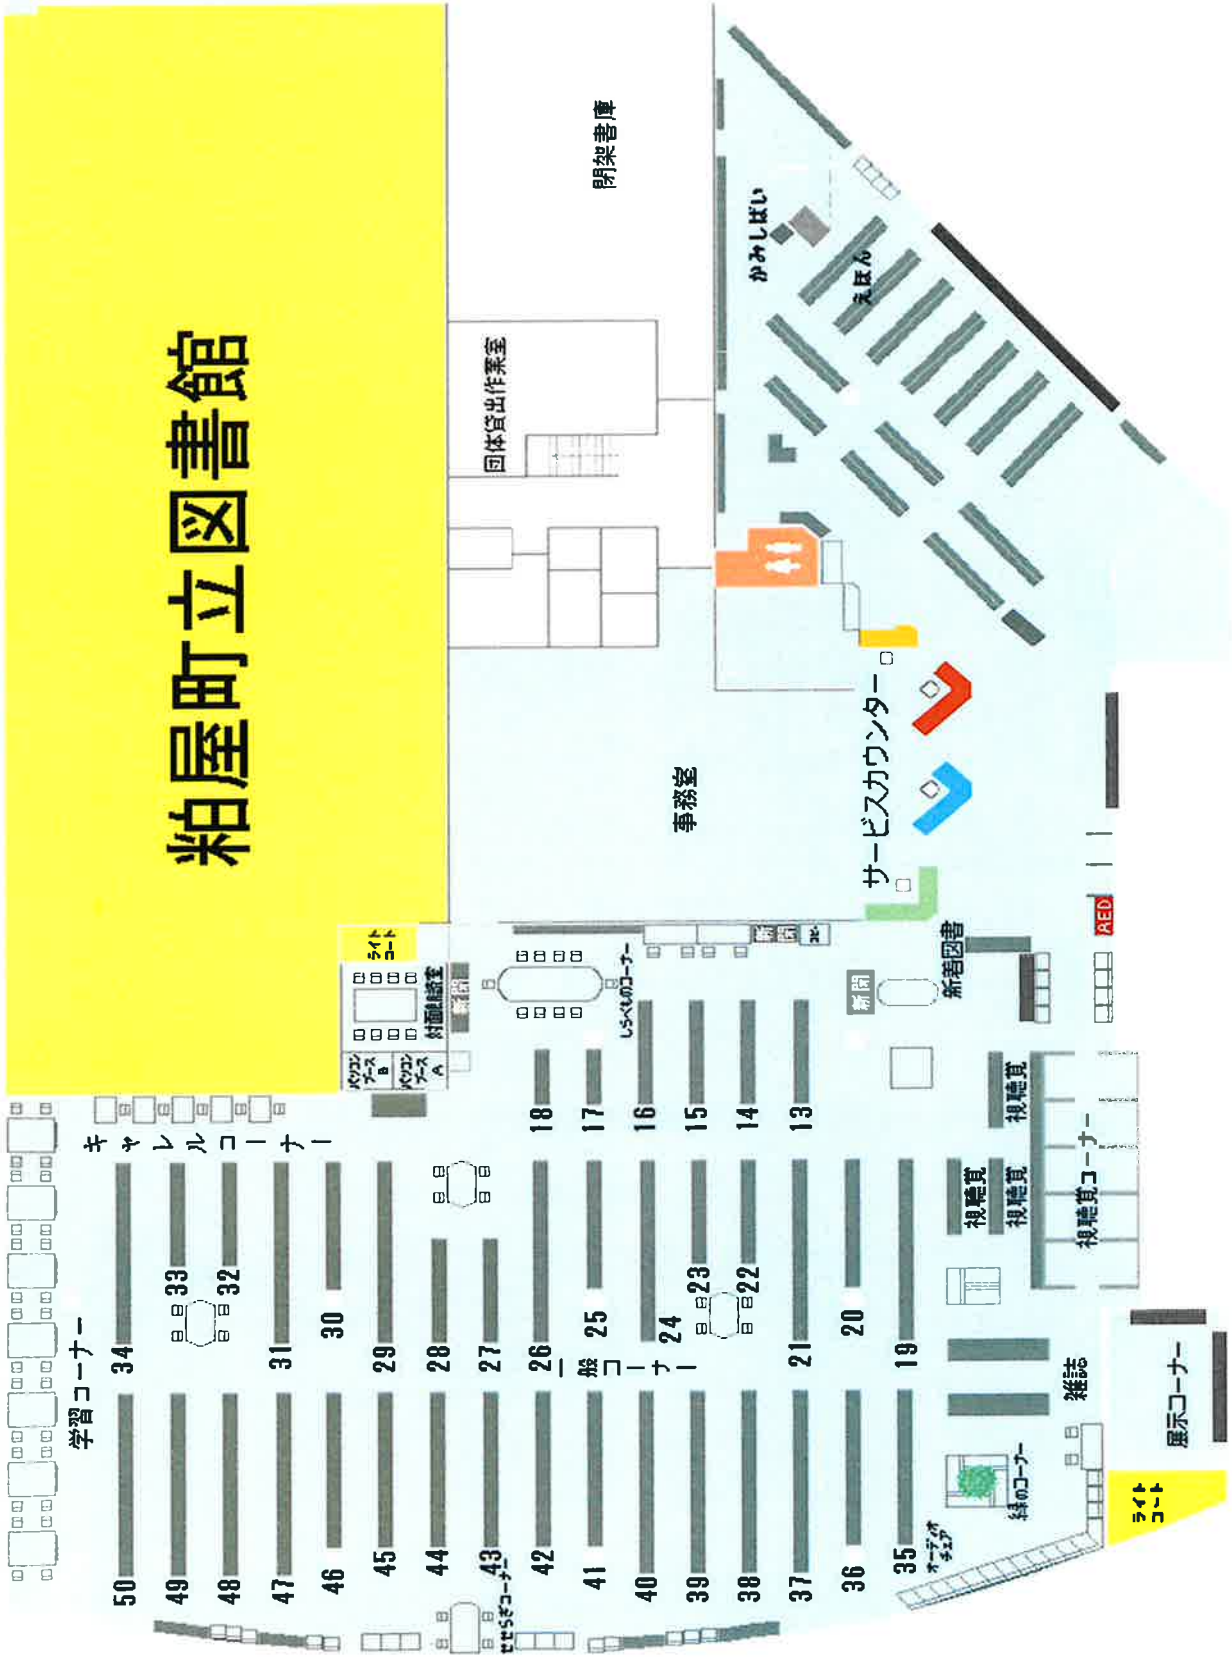 粕屋町立図書館
閉架書庫
団体貸出作業室
かみしばい
えほん
事務室
サービスカウンター
ライト
コート
対面朗読室
新聞
パソコン
ブース
B
パソコン
ブース
A
しらべものコーナー
新聞
コピー
新聞
新着図書
AED
キャレルコーナー
学習コーナー
18
17
16
15
14
13
34
33
32
31
30
29
28
27
26
25
24
23
22
21
20
19
一般コーナー
視聴覚
視聴覚
視聴覚
視聴覚コーナー
50
49
48
47
46
45
44
43
42
41
40
39
38
37
36
35
せせらぎコーナー
オーディオ
チェア
緑のコーナー
雑誌
展示コーナー
ライト
コート